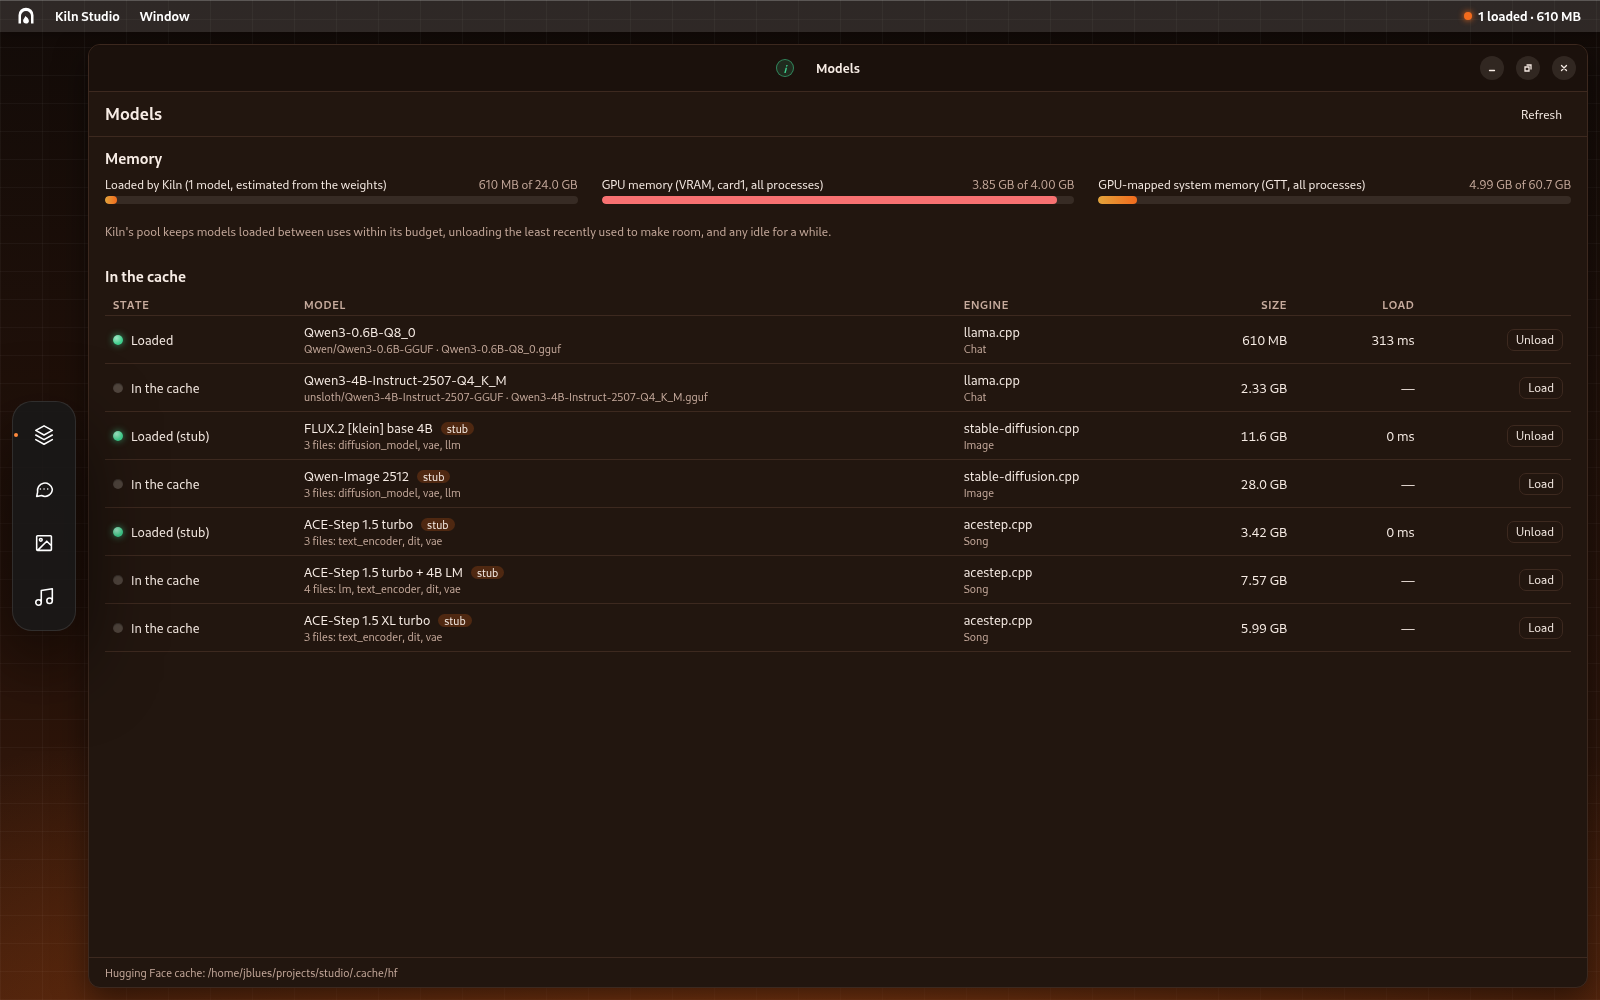 Kiln Studio Window 1 loaded · 610 MB
i Models
Models Refresh
Memory
Loaded by Kiln (1 model, estimated from the weights) 610 MB of 24.0 GB GPU memory (VRAM, card1, all processes) 3.85 GB of 4.00 GB GPU-mapped system memory (GTT, all processes) 4.99 GB of 60.7 GB
Kiln's pool keeps models loaded between uses within its budget, unloading the least recently used to make room, and any idle for a while.
In the cache
STATE MODEL ENGINE SIZE LOAD
Loaded Qwen3-0.6B-Q8_0 llama.cpp 610 MB 313 ms Unload
Qwen/Qwen3-0.6B-GGUF · Qwen3-0.6B-Q8_0.gguf Chat
In the cache Qwen3-4B-Instruct-2507-Q4_K_M llama.cpp 2.33 GB — Load
unsloth/Qwen3-4B-Instruct-2507-GGUF · Qwen3-4B-Instruct-2507-Q4_K_M.gguf Chat
Loaded (stub) FLUX.2 [klein] base 4B stub stable-diffusion.cpp 11.6 GB 0 ms Unload
3 files: diffusion_model, vae, llm Image
In the cache Qwen-Image 2512 stub stable-diffusion.cpp 28.0 GB — Load
3 files: diffusion_model, vae, llm Image
Loaded (stub) ACE-Step 1.5 turbo stub acestep.cpp 3.42 GB 0 ms Unload
3 files: text_encoder, dit, vae Song
In the cache ACE-Step 1.5 turbo + 4B LM stub acestep.cpp 7.57 GB — Load
4 files: lm, text_encoder, dit, vae Song
In the cache ACE-Step 1.5 XL turbo stub acestep.cpp 5.99 GB — Load
3 files: text_encoder, dit, vae Song
Hugging Face cache: /home/jblues/projects/studio/.cache/hf